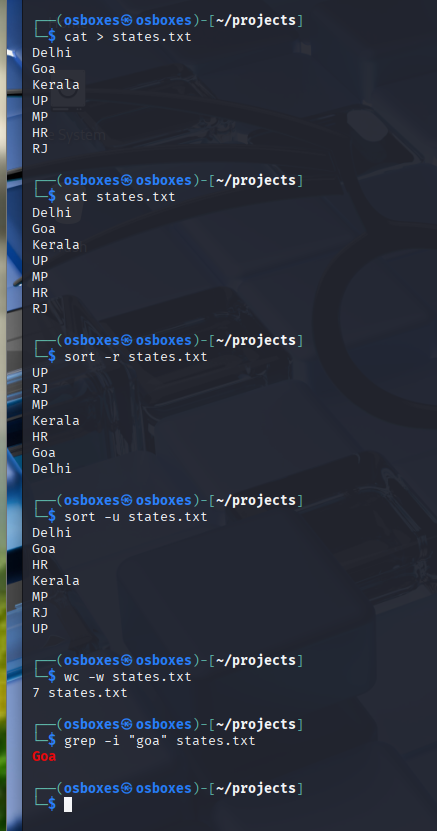 ┌──(osboxes㉿osboxes)-[~/projects]
└─$ cat > states.txt
Delhi
Goa
Kerala
UP
MP
HR
RJ
┌──(osboxes㉿osboxes)-[~/projects]
└─$ cat states.txt
Delhi
Goa
Kerala
UP
MP
HR
RJ
┌──(osboxes㉿osboxes)-[~/projects]
└─$ sort -r states.txt
UP
RJ
MP
Kerala
HR
Goa
Delhi
┌──(osboxes㉿osboxes)-[~/projects]
└─$ sort -u states.txt
Delhi
Goa
HR
Kerala
MP
RJ
UP
┌──(osboxes㉿osboxes)-[~/projects]
└─$ wc -w states.txt
7 states.txt
┌──(osboxes㉿osboxes)-[~/projects]
└─$ grep -i "goa" states.txt
Goa
┌──(osboxes㉿osboxes)-[~/projects]
└─$
System